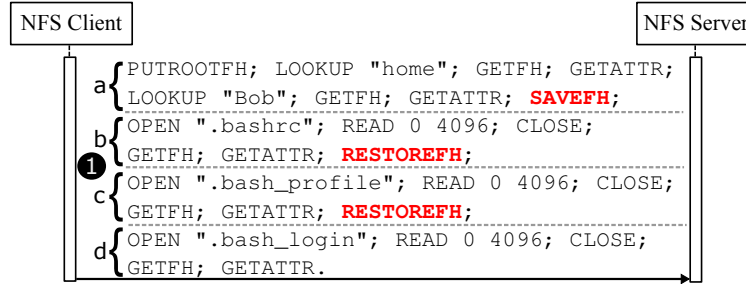 NFS Client NFS Server
a { PUTROOTFH; LOOKUP "home"; GETFH; GETATTR;
LOOKUP "Bob"; GETFH; GETATTR; SAVEFH;
b { OPEN ".bashrc"; READ 0 4096; CLOSE;
GETFH; GETATTR; RESTOREFH;
1
c { OPEN ".bash_profile"; READ 0 4096; CLOSE;
GETFH; GETATTR; RESTOREFH;
d { OPEN ".bash_login"; READ 0 4096; CLOSE;
GETFH; GETATTR.